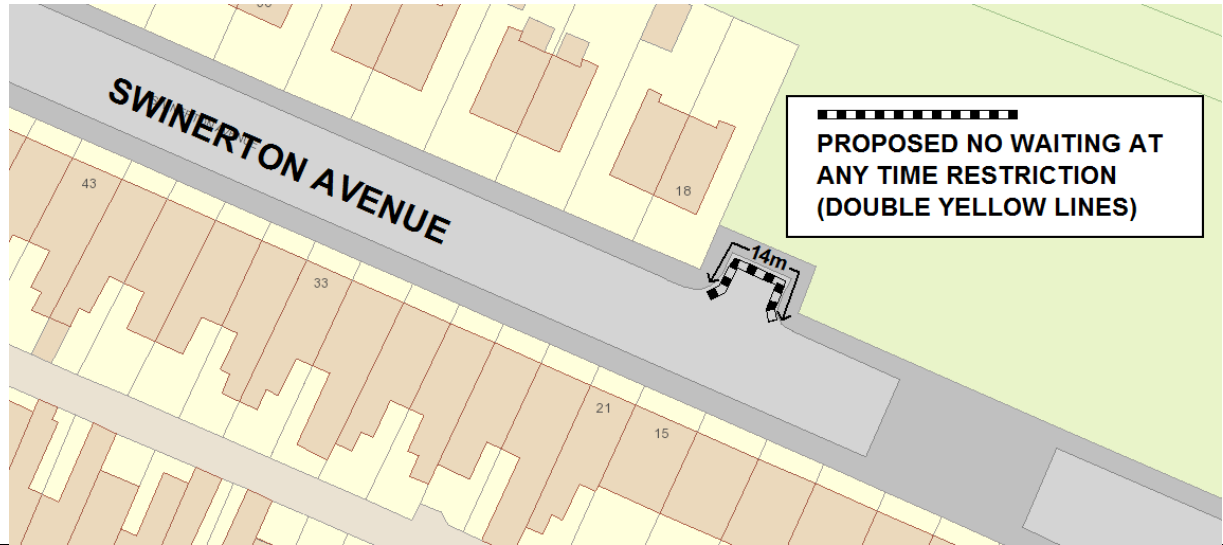 SWINERTON AVENUE
43
33
21
15
18
14m
PROPOSED NO WAITING AT
ANY TIME RESTRICTION
(DOUBLE YELLOW LINES)